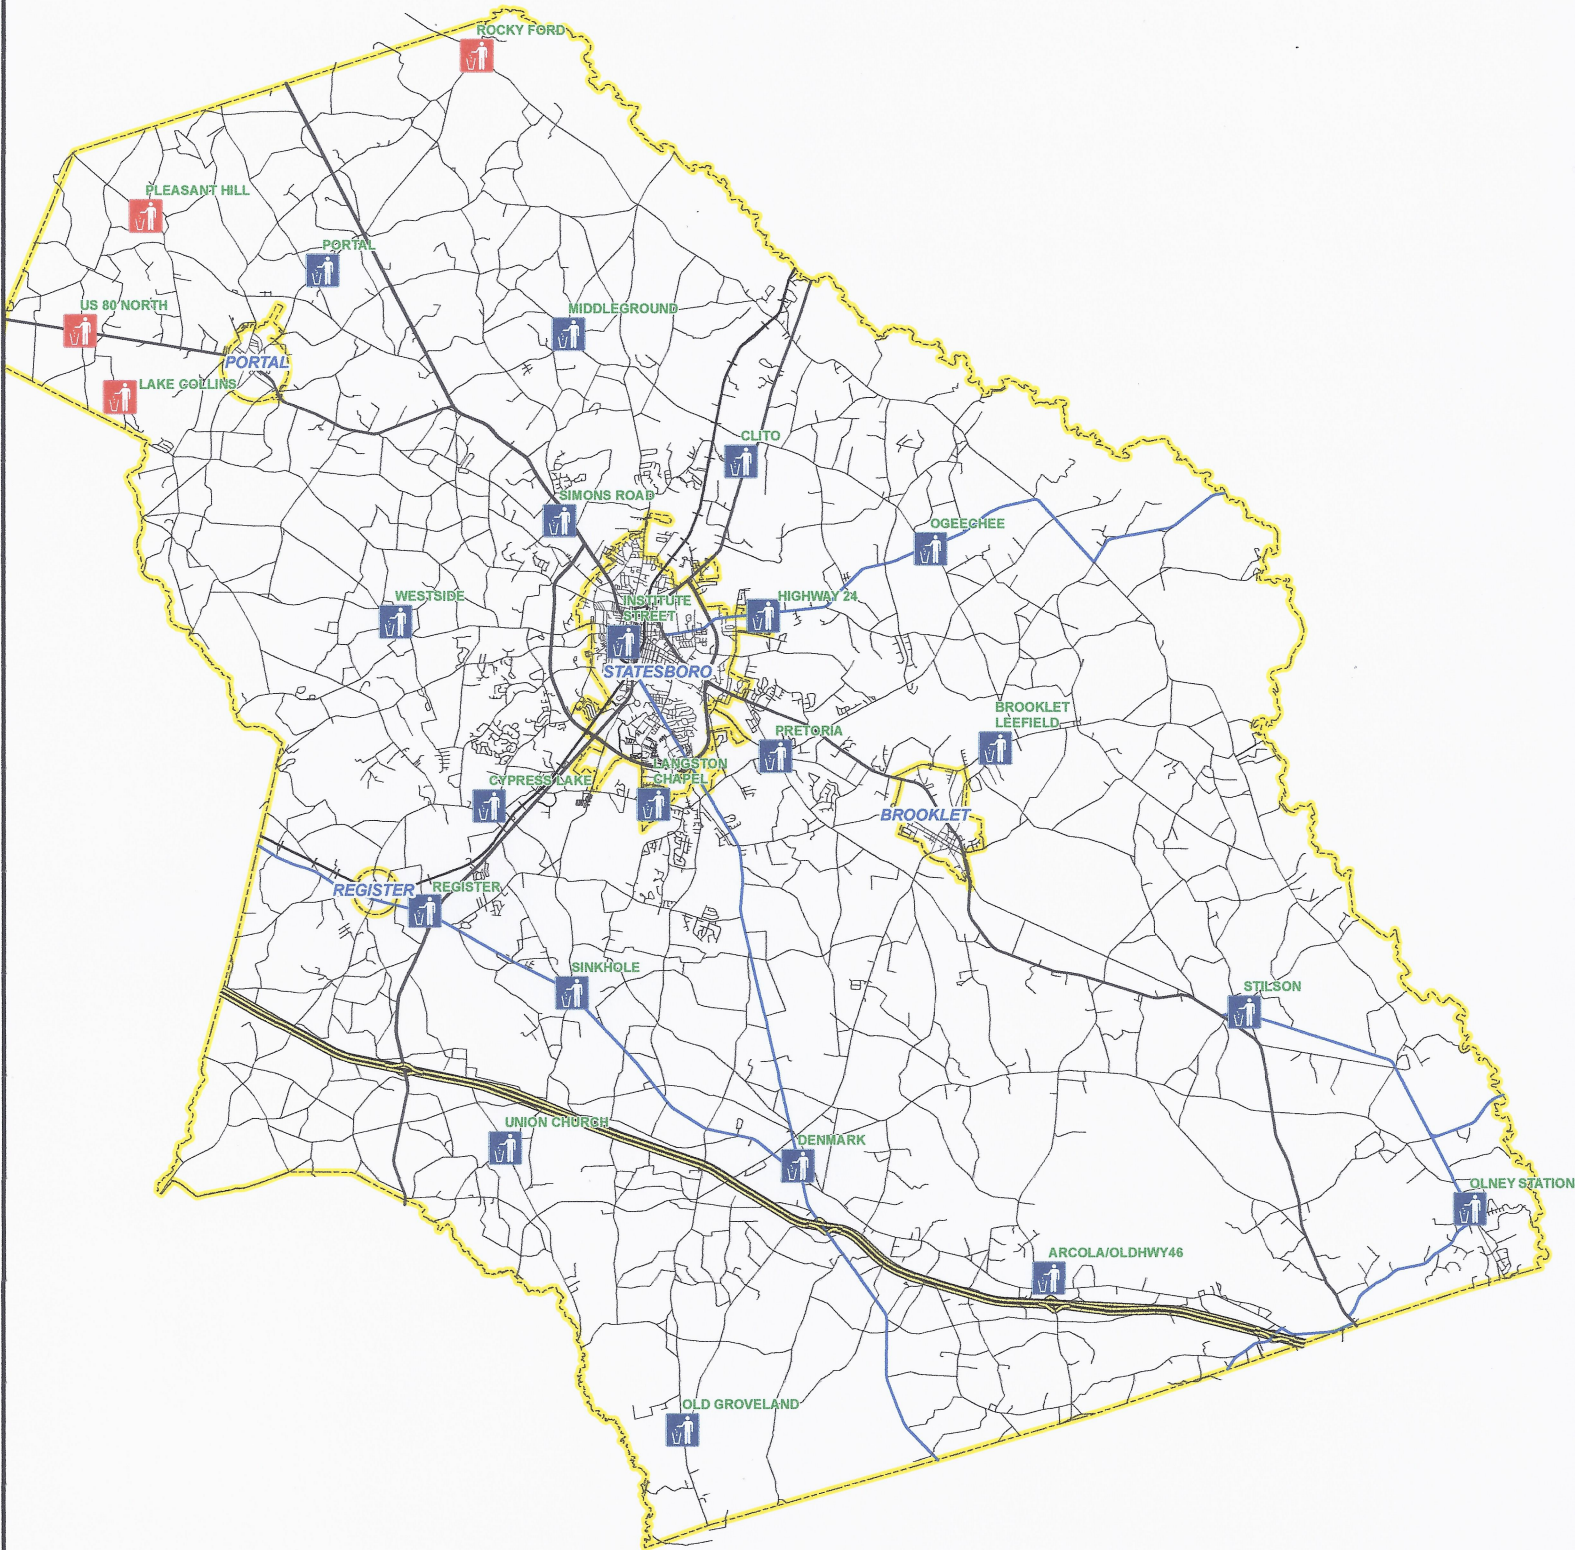 ROCKY FORD
PLEASANT HILL
PORTAL
US 80 NORTH
MIDDLEGROUND
PORTAL
LAKE COLLINS
CLITO
SIMONS ROAD
OGEECHEE
WESTSIDE
INSTITUTE
STREET
HIGHWAY 24
STATESBORO
BROOKLET
LEEFIELD
PRETORIA
LANGSTON
CHAPEL
CYPRESS LAKE
BROOKLET
REGISTER
REGISTER
SINKHOLE
STILSON
UNION CHURCH
DENMARK
OLNEY STATION
ARCOLA/OLDHWY46
OLD GROVELAND